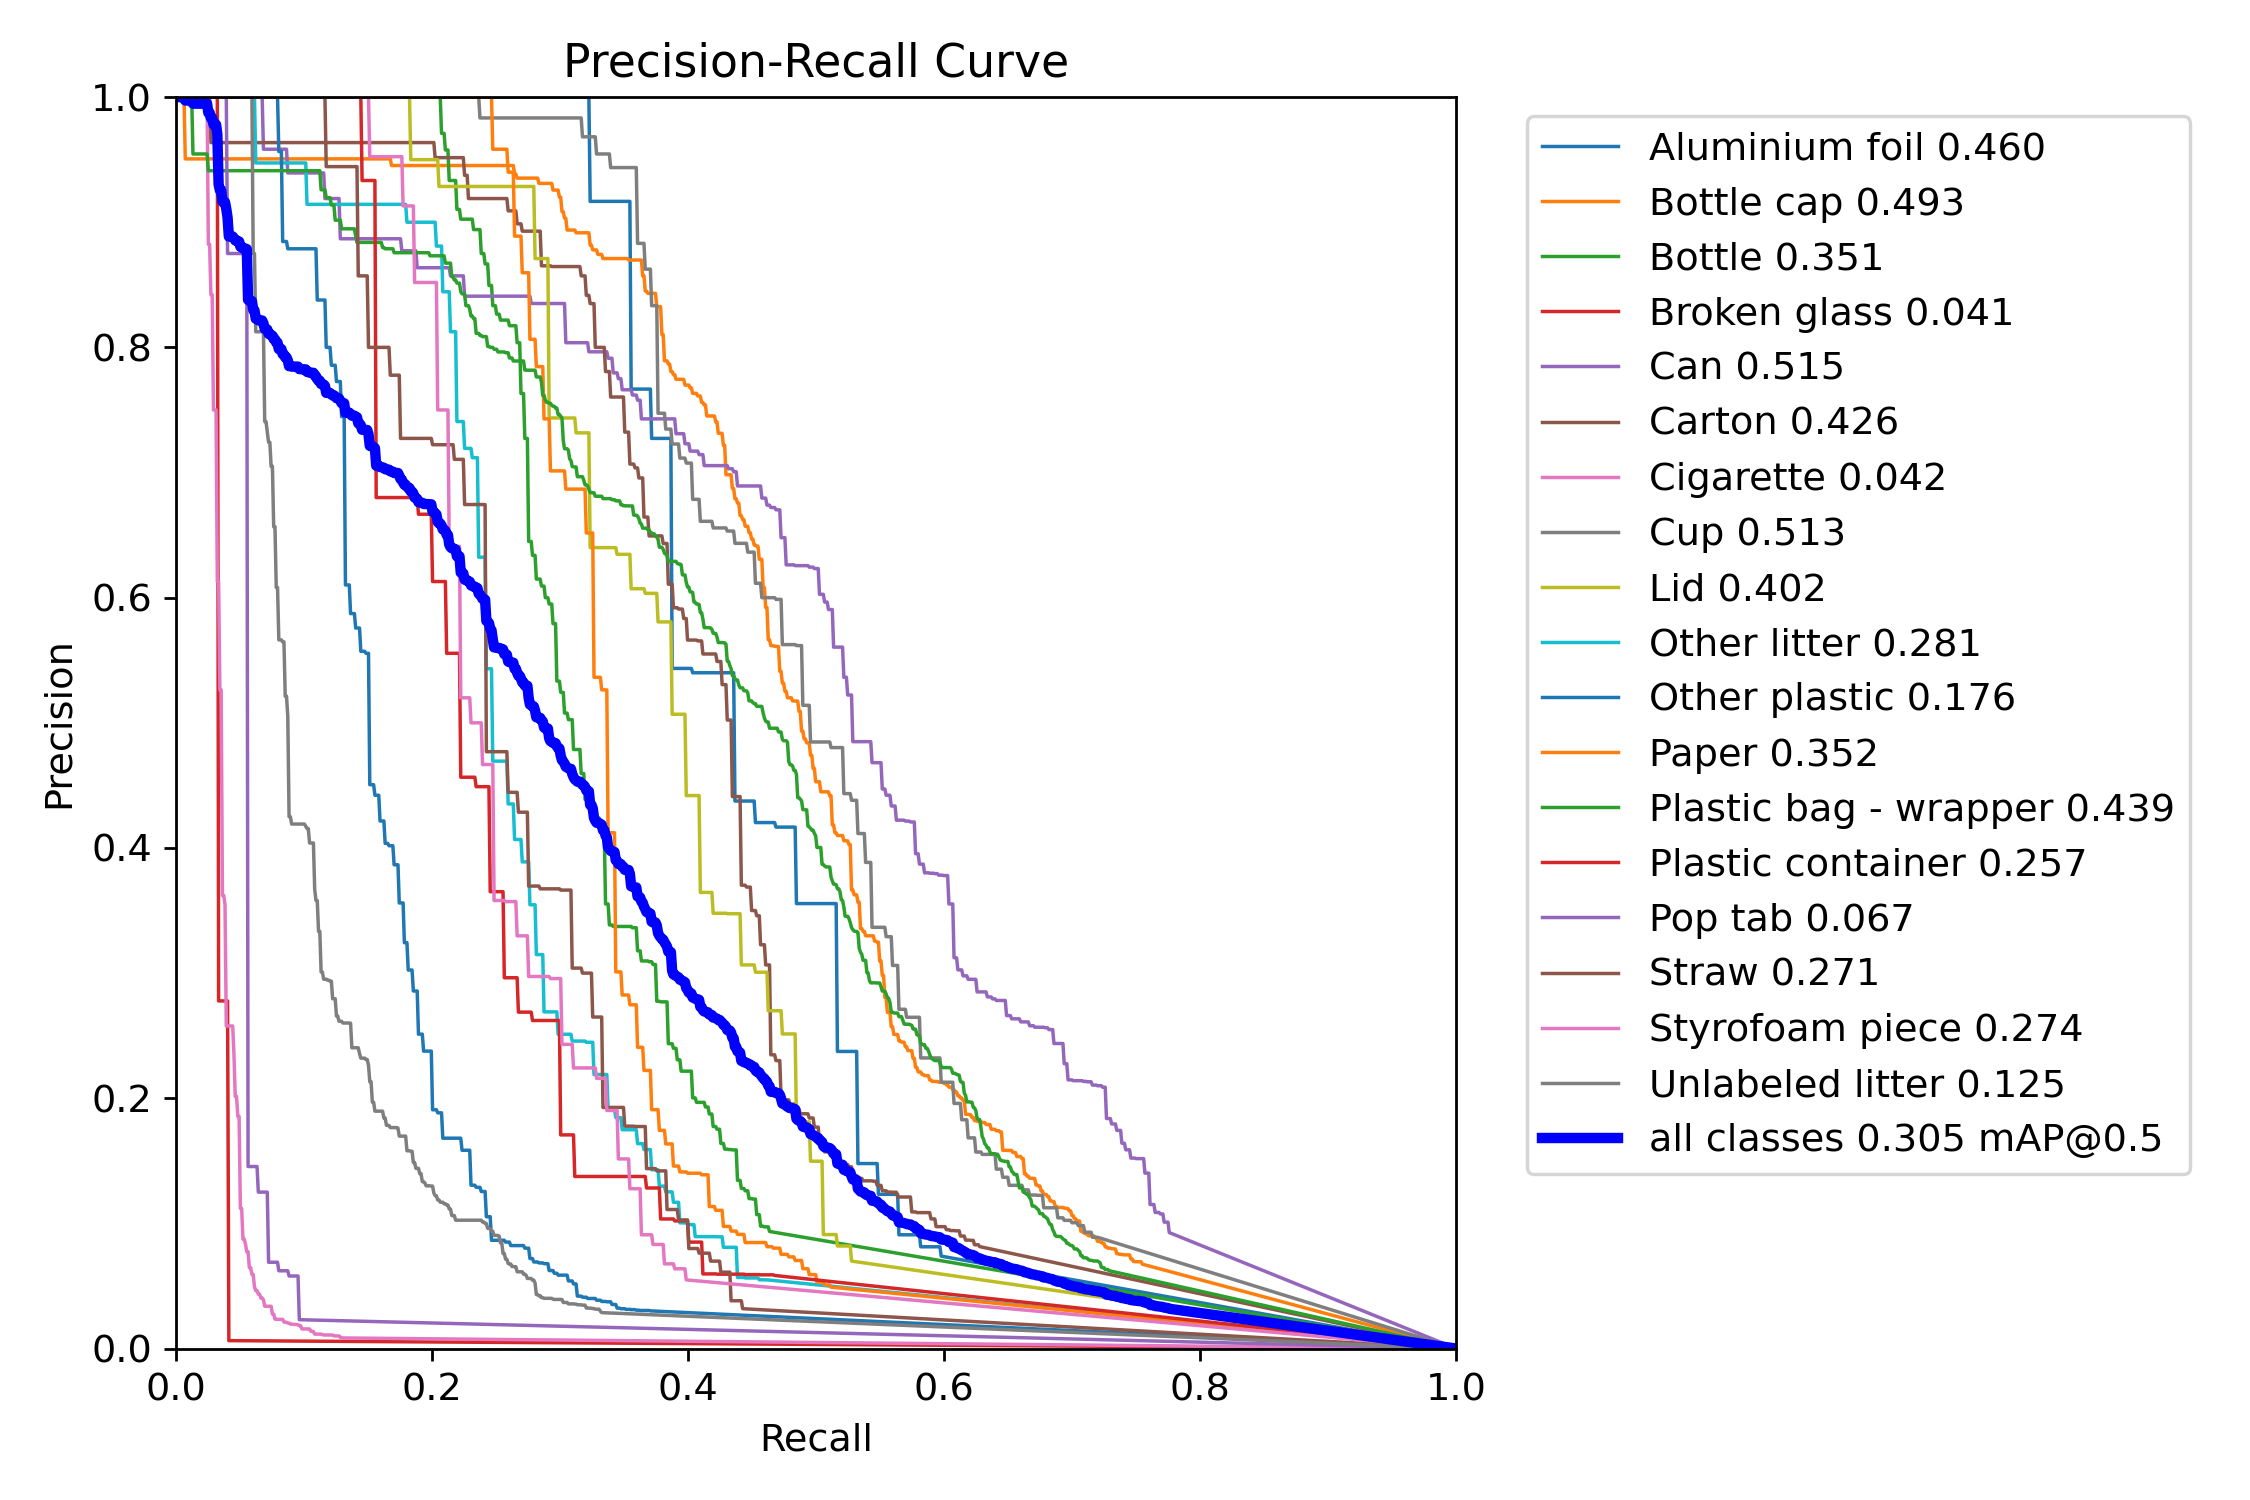 Precision-Recall Curve
1.0
0.8
0.6
0.4
0.2
0.0
Precision
0.0 0.2 0.4 0.6 0.8 1.0
Recall
Aluminium foil 0.460
Bottle cap 0.493
Bottle 0.351
Broken glass 0.041
Can 0.515
Carton 0.426
Cigarette 0.042
Cup 0.513
Lid 0.402
Other litter 0.281
Other plastic 0.176
Paper 0.352
Plastic bag - wrapper 0.439
Plastic container 0.257
Pop tab 0.067
Straw 0.271
Styrofoam piece 0.274
Unlabeled litter 0.125
all classes 0.305 mAP@0.5